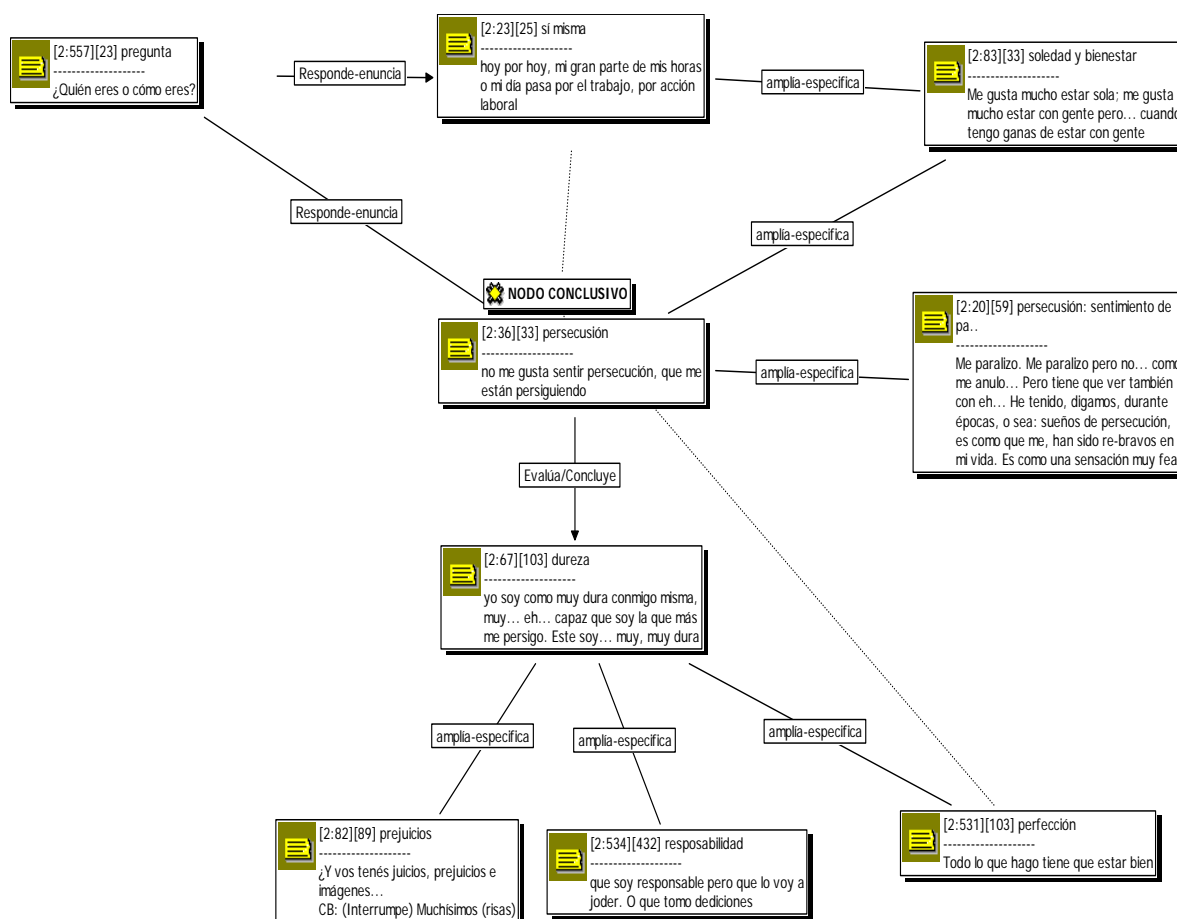 [2:557][23] pregunta
--------------------
¿Quién eres o cómo eres?
Responde-enuncia
[2:23][25] sí misma
--------------------
hoy por hoy, mi gran parte de mis horas
o mi día pasa por el trabajo, por acción
laboral
amplía-especifica
[2:83][33] soledad y bienestar
--------------------
Me gusta mucho estar sola; me gusta
mucho estar con gente pero… cuando
tengo ganas de estar con gente
Responde-enuncia
amplía-especifica
NODO CONCLUSIVO
[2:36][33] persecusión
--------------------
no me gusta sentir persecución, que me
están persiguiendo
amplía-especifica
[2:20][59] persecusión: sentimiento de
pa..
--------------------
Me paralizo. Me paralizo pero no… como
me anulo… Pero tiene que ver también
con eh… He tenido, digamos, durante
épocas, o sea: sueños de persecución,
es como que me, han sido re-bravos en
mi vida. Es como una sensación muy fea
Evalúa/Concluye
[2:67][103] dureza
--------------------
yo soy como muy dura conmigo misma,
muy… eh… capaz que soy la que más
me persigo. Este soy… muy, muy dura
amplía-especifica
amplía-especifica
amplía-especifica
[2:82][89] prejuicios
--------------------
¿Y vos tenés juicios, prejuicios e
imágenes…
CB: (Interrumpe) Muchísimos (risas)
[2:534][432] resposabilidad
--------------------
que soy responsable pero que lo voy a
joder. O que tomo dediciones
[2:531][103] perfección
--------------------
Todo lo que hago tiene que estar bien